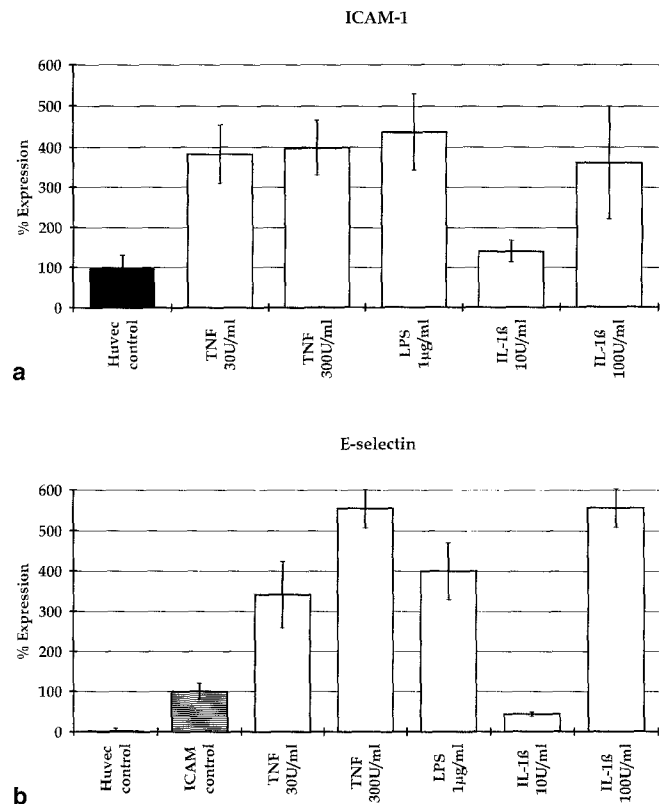 ICAM-1
% Expression
600
500
400
300
200
100
0
Huvec
control
TNF
30U/ml
TNF
300U/ml
LPS
1µg/ml
IL-1ß
10U/ml
IL-1ß
100U/ml
a
E-selectin
% Expression
600
500
400
300
200
100
0
Huvec
control
ICAM
control
TNF
30U/ml
TNF
300U/ml
LPS
1µg/ml
IL-1ß
10U/ml
IL-1ß
100U/ml
b